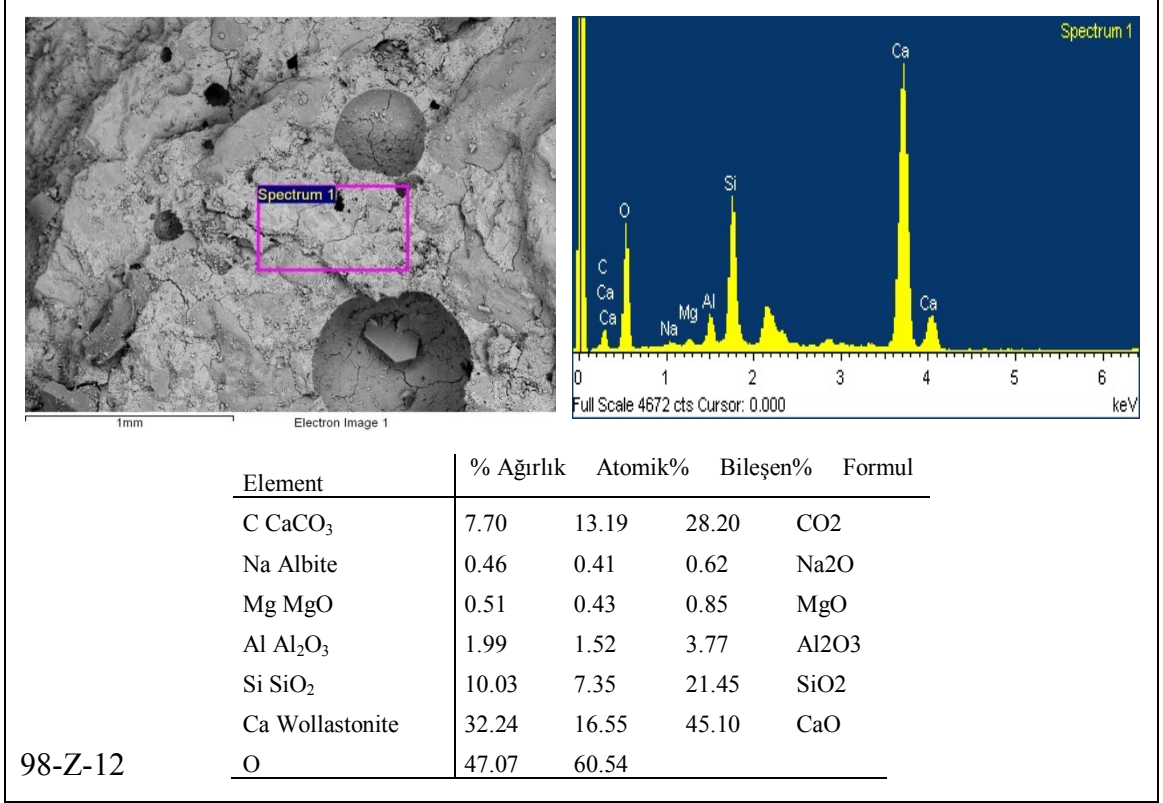 Spectrum 1
1mm
Electron Image 1
Spectrum 1
Ca
Si
O
C
Ca
Ca
Na
Mg
Al
Ca
0 1 2 3 4 5 6
Full Scale 4672 cts Cursor: 0.000 keV
Element % Ağırlık Atomik% Bileşen% Formul
C CaCO₃ 7.70 13.19 28.20 CO2
Na Albite 0.46 0.41 0.62 Na2O
Mg MgO 0.51 0.43 0.85 MgO
Al Al₂O₃ 1.99 1.52 3.77 Al2O3
Si SiO₂ 10.03 7.35 21.45 SiO2
Ca Wollastonite 32.24 16.55 45.10 CaO
O 47.07 60.54
98-Z-12